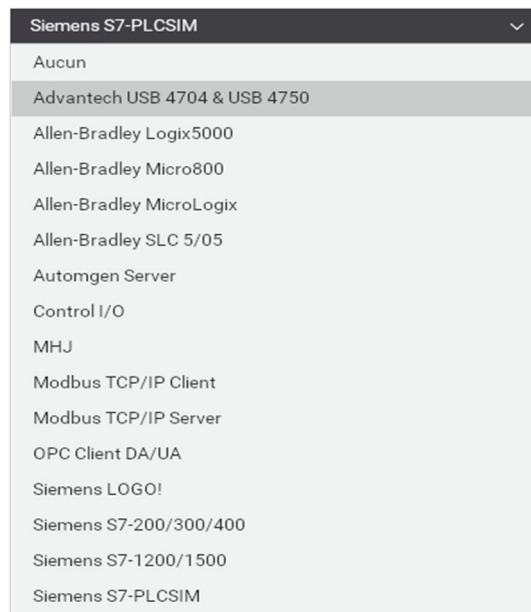 Siemens S7-PLCSIM
Aucun
Advantech USB 4704 & USB 4750
Allen-Bradley Logix5000
Allen-Bradley Micro800
Allen-Bradley MicroLogix
Allen-Bradley SLC 5/05
Automgen Server
Control I/O
MHJ
Modbus TCP/IP Client
Modbus TCP/IP Server
OPC Client DA/UA
Siemens LOGO!
Siemens S7-200/300/400
Siemens S7-1200/1500
Siemens S7-PLCSIM